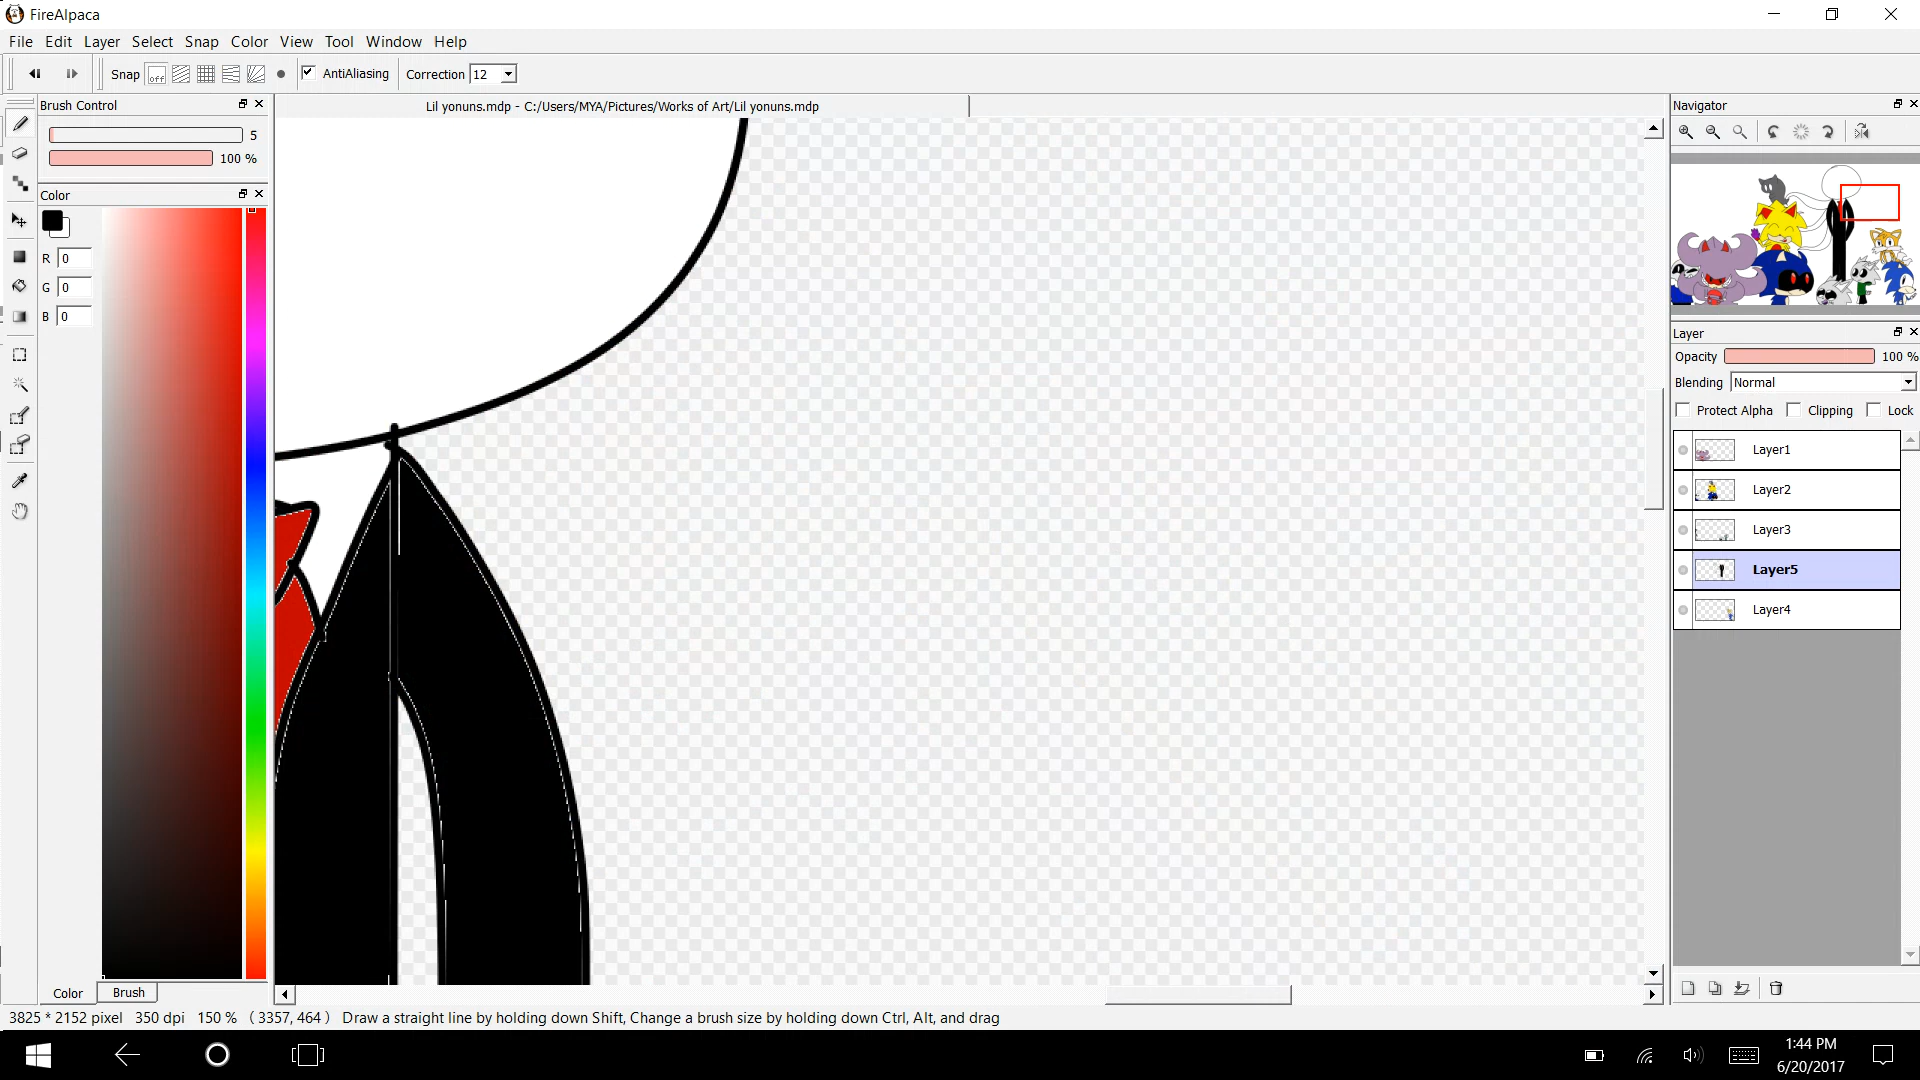 FireAlpaca
File Edit Layer Select Snap Color View Tool Window Help
Snap off AntiAliasing Correction 12
Brush Control
Lil yonuns.mdp - C:/Users/MYA/Pictures/Works of Art/Lil yonuns.mdp
Navigator
5
100 %
Color
R 0
G 0
B 0
Layer
Opacity 100 %
Blending Normal
Protect Alpha Clipping Lock
Layer1
Layer2
Layer3
Layer5
Layer4
Color Brush
3825 * 2152 pixel 350 dpi 150 % ( 3357, 464 ) Draw a straight line by holding down Shift, Change a brush size by holding down Ctrl, Alt, and drag
1:44 PM
6/20/2017